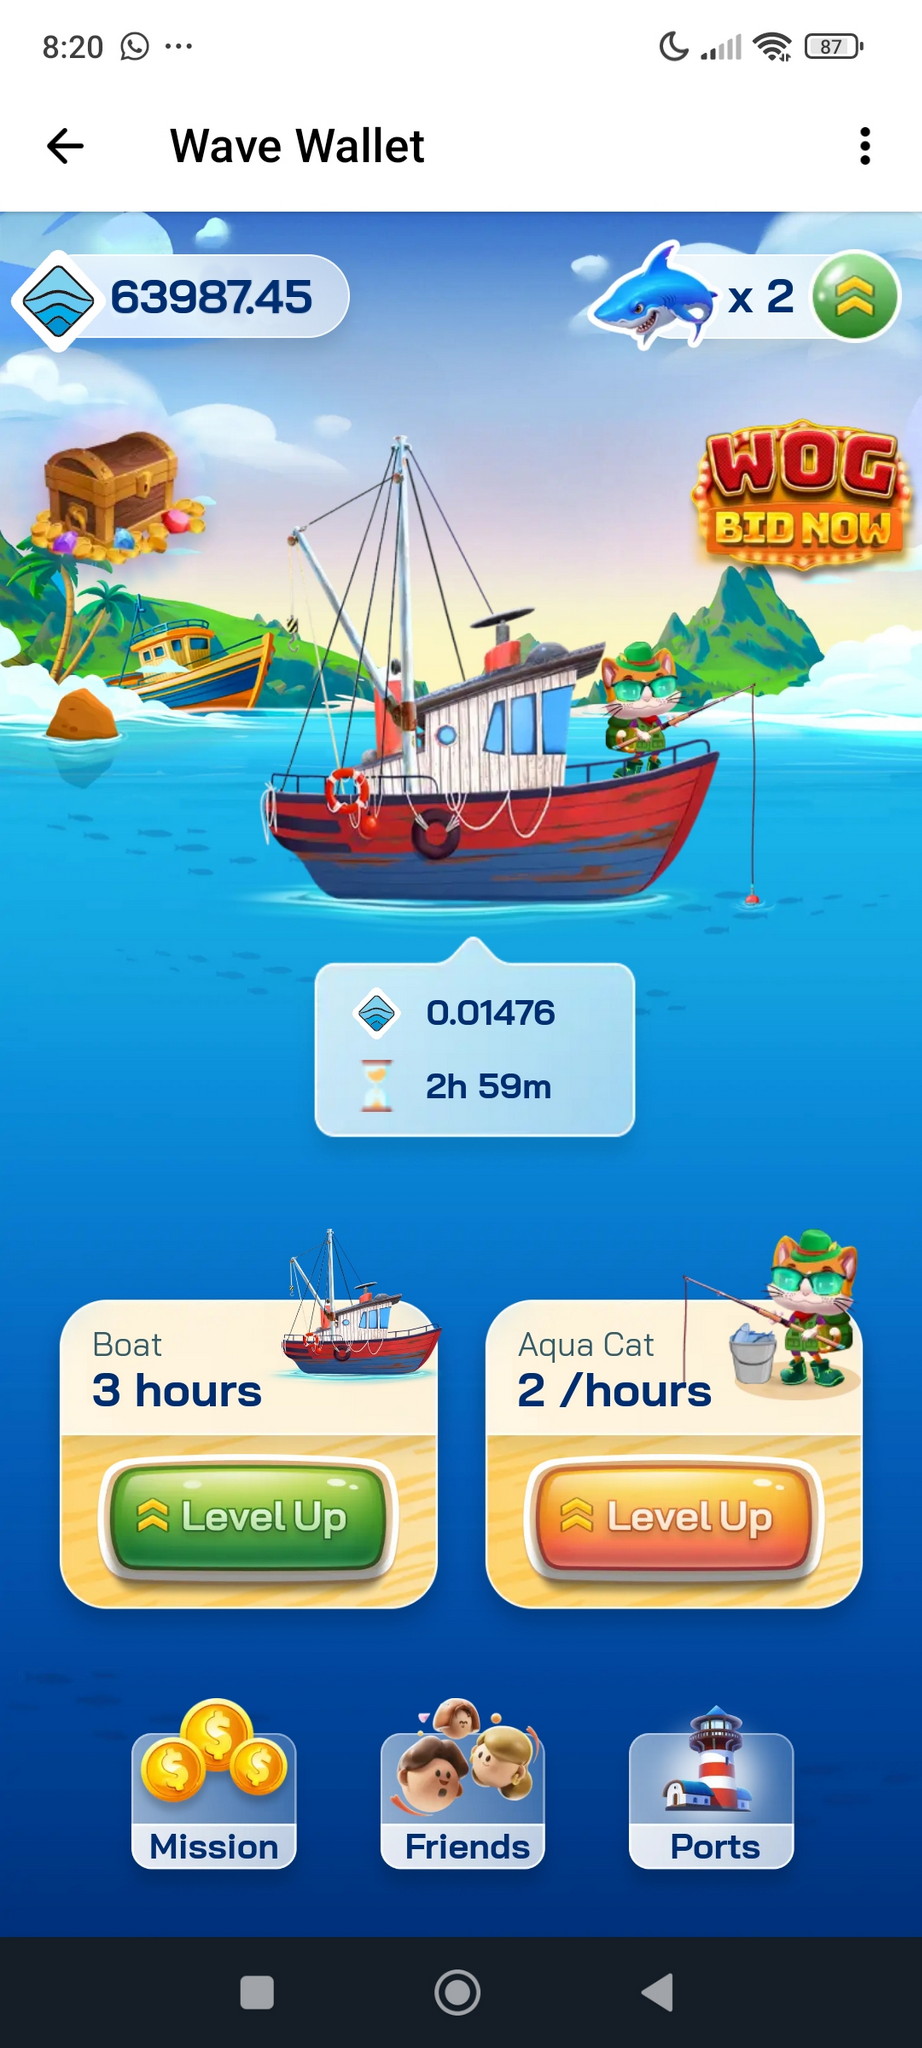 8:20
87
Wave Wallet
63987.45
x 2
WOG
BID NOW
0.01476
2h 59m
Boat
3 hours
Level Up
Aqua Cat
2 /hours
Level Up
Mission
Friends
Ports